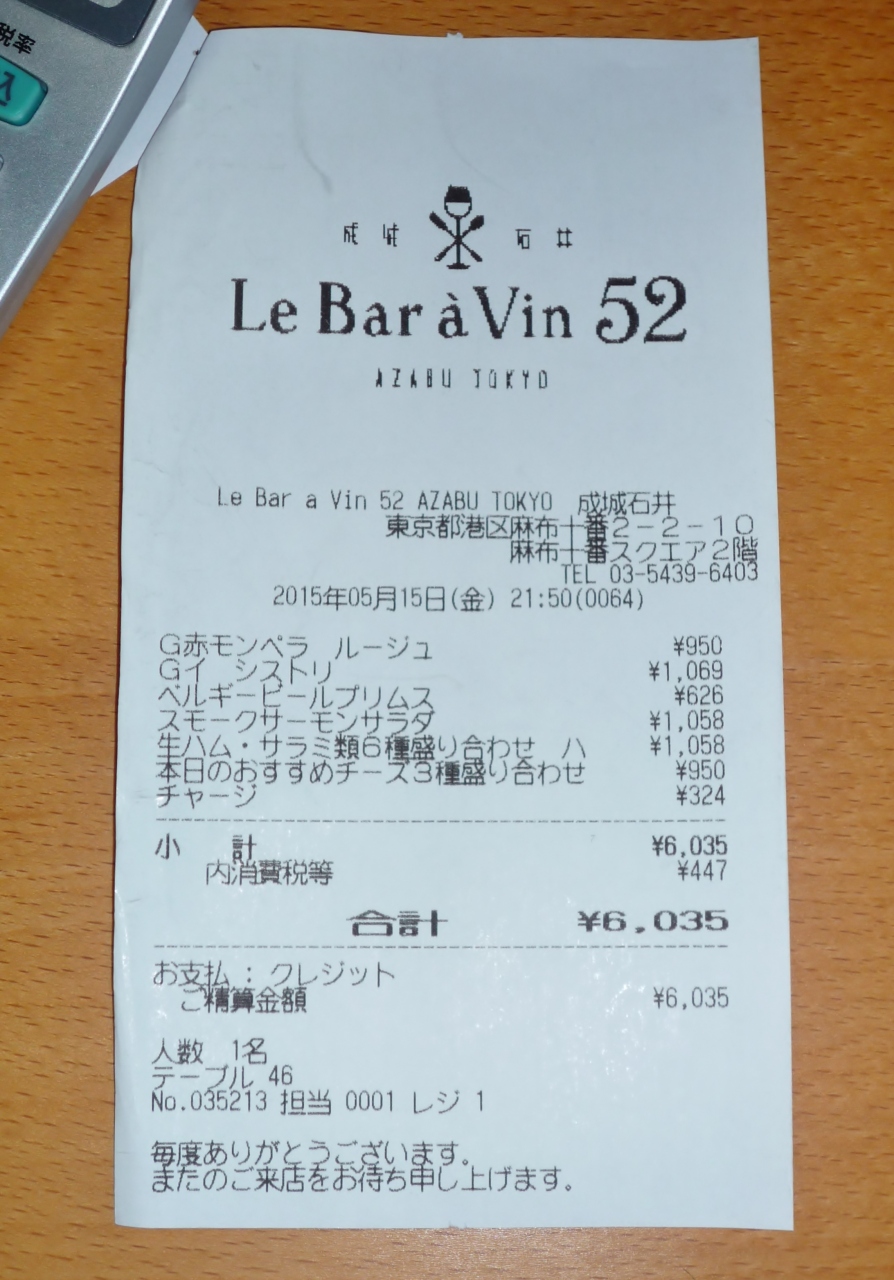 税率
成城石井
Le Bar à Vin 52
AZABU TOKYO
Le Bar a Vin 52 AZABU TOKYO 成城石井
東京都港区麻布十番2-2-10
麻布十番スクエア2階
TEL 03-5439-6403
2015年05月15日(金) 21:50(0064)
G赤モンペラ ルージュ ¥950
Gイ シストリ ¥1,069
ベルギービールプリムス ¥626
スモークサーモンサラダ ¥1,058
生ハム・サラミ類6種盛り合わせ ハ ¥1,058
本日のおすすめチーズ3種盛り合わせ ¥950
チャージ ¥324
小 計 ¥6,035
内消費税等 ¥447
合計 ¥6,035
お支払 : クレジット
ご精算金額 ¥6,035
人数 1名
テーブル 46
No.035213 担当 0001 レジ 1
毎度ありがとうございます。
またのご来店をお待ち申し上げます。